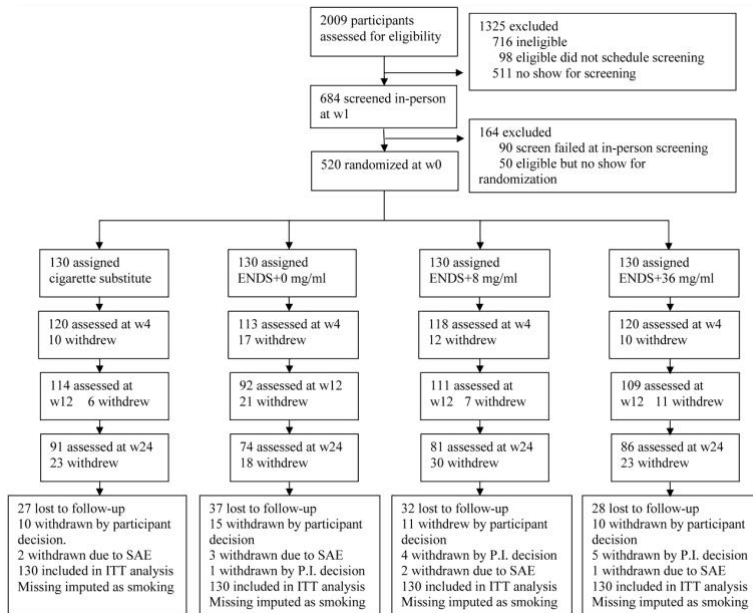 2009 participants
assessed for eligibility
1325 excluded
716 ineligible
98 eligible did not schedule screening
511 no show for screening
684 screened in-person
at w1
164 excluded
90 screen failed at in-person screening
50 eligible but no show for
randomization
520 randomized at w0
130 assigned
cigarette substitute
130 assigned
ENDS+0 mg/ml
130 assigned
ENDS+8 mg/ml
130 assigned
ENDS+36 mg/ml
120 assessed at w4
10 withdrew
113 assessed at w4
17 withdrew
118 assessed at w4
12 withdrew
120 assessed at w4
10 withdrew
114 assessed at
w12 6 withdrew
92 assessed at w12
21 withdrew
111 assessed at
w12 7 withdrew
109 assessed at
w12 11 withdrew
91 assessed at w24
23 withdrew
74 assessed at w24
18 withdrew
81 assessed at w24
30 withdrew
86 assessed at w24
23 withdrew
27 lost to follow-up
10 withdrawn by participant
decision.
2 withdrawn due to SAE
130 included in ITT analysis
Missing imputed as smoking
37 lost to follow-up
15 withdrawn by participant
decision
3 withdrawn due to SAE
1 withdrawn by P.I. decision
130 included in ITT analysis
Missing imputed as smoking
32 lost to follow-up
11 withdrew by participant
decision
4 withdrawn by P.I. decision
2 withdrawn due to SAE
130 included in ITT analysis
Missing imputed as smoking
28 lost to follow-up
10 withdrawn by participant
decision
5 withdrawn by P.I. decision
1 withdrawn due to SAE
130 included in ITT analysis
Missing imputed as smoking